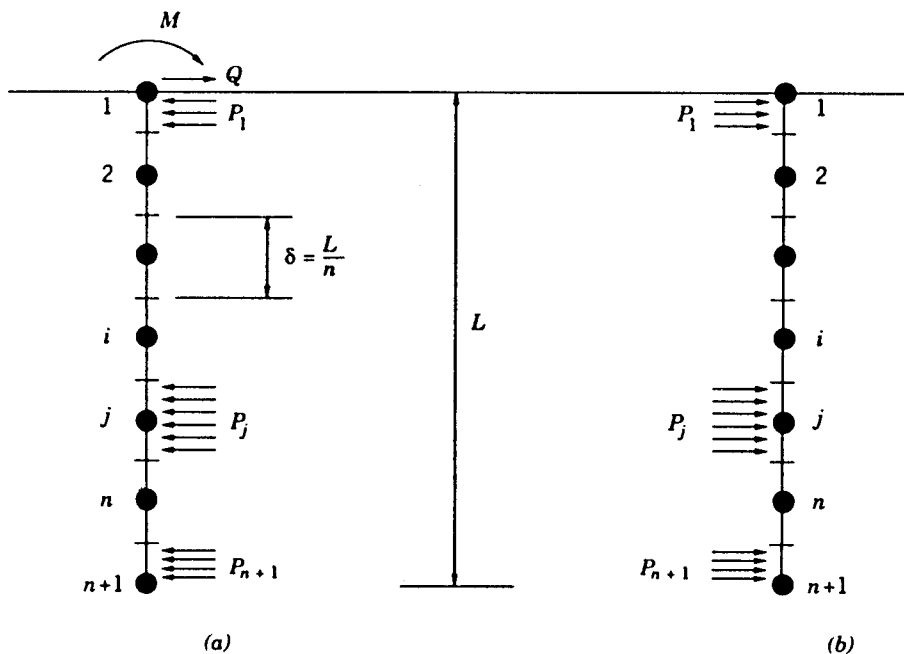 M
Q
1
P₁
P₁
1
2
2
δ = L/n
L
i
i
j
Pⱼ
Pⱼ
j
n
n
Pₙ₊₁
Pₙ₊₁
n+1
n+1
(a)
(b)